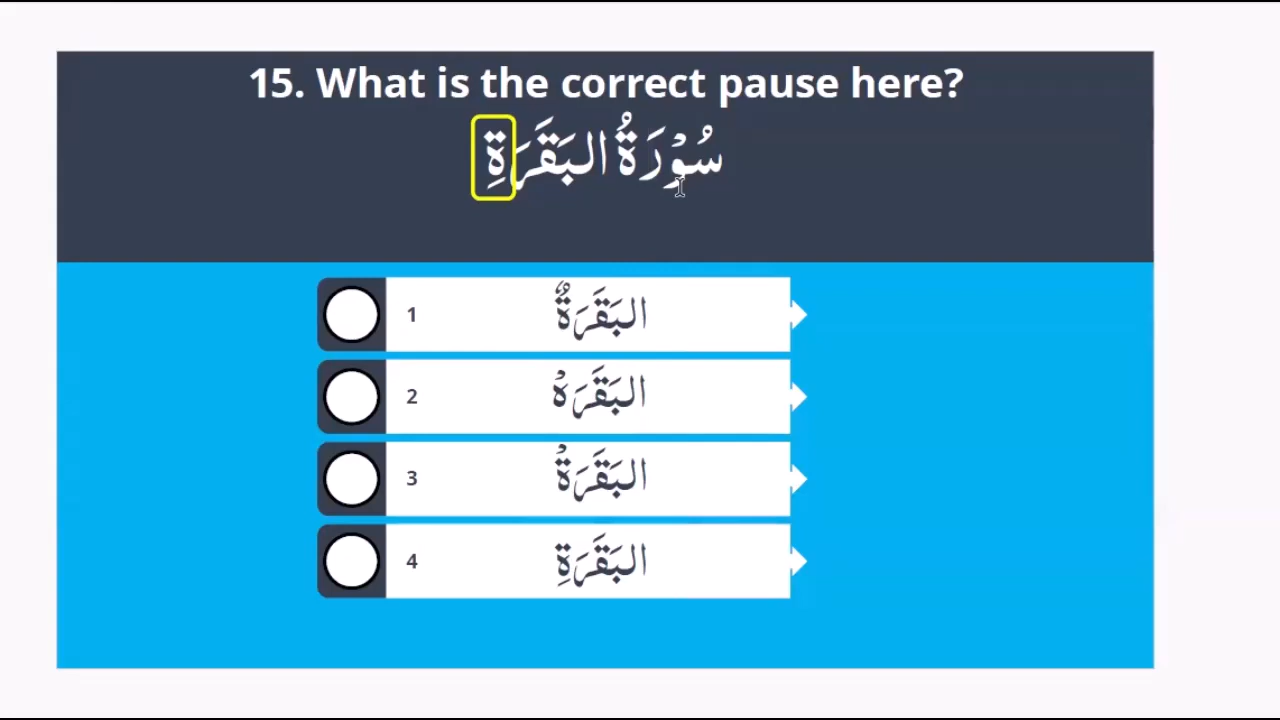 15. What is the correct pause here?
سُوْرَةُ البَقَرَةِ
1 البَقَرَةٌ
2 البَقَرَهْ
3 البَقَرَةْ
4 البَقَرَةِ